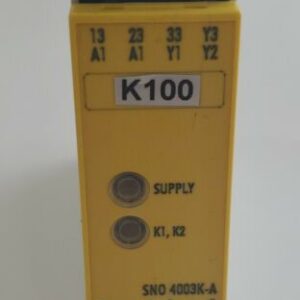 13 23 33 Y3
A1 A1 Y1 Y2
K100
SUPPLY
K1, K2
SNO 4003K-A